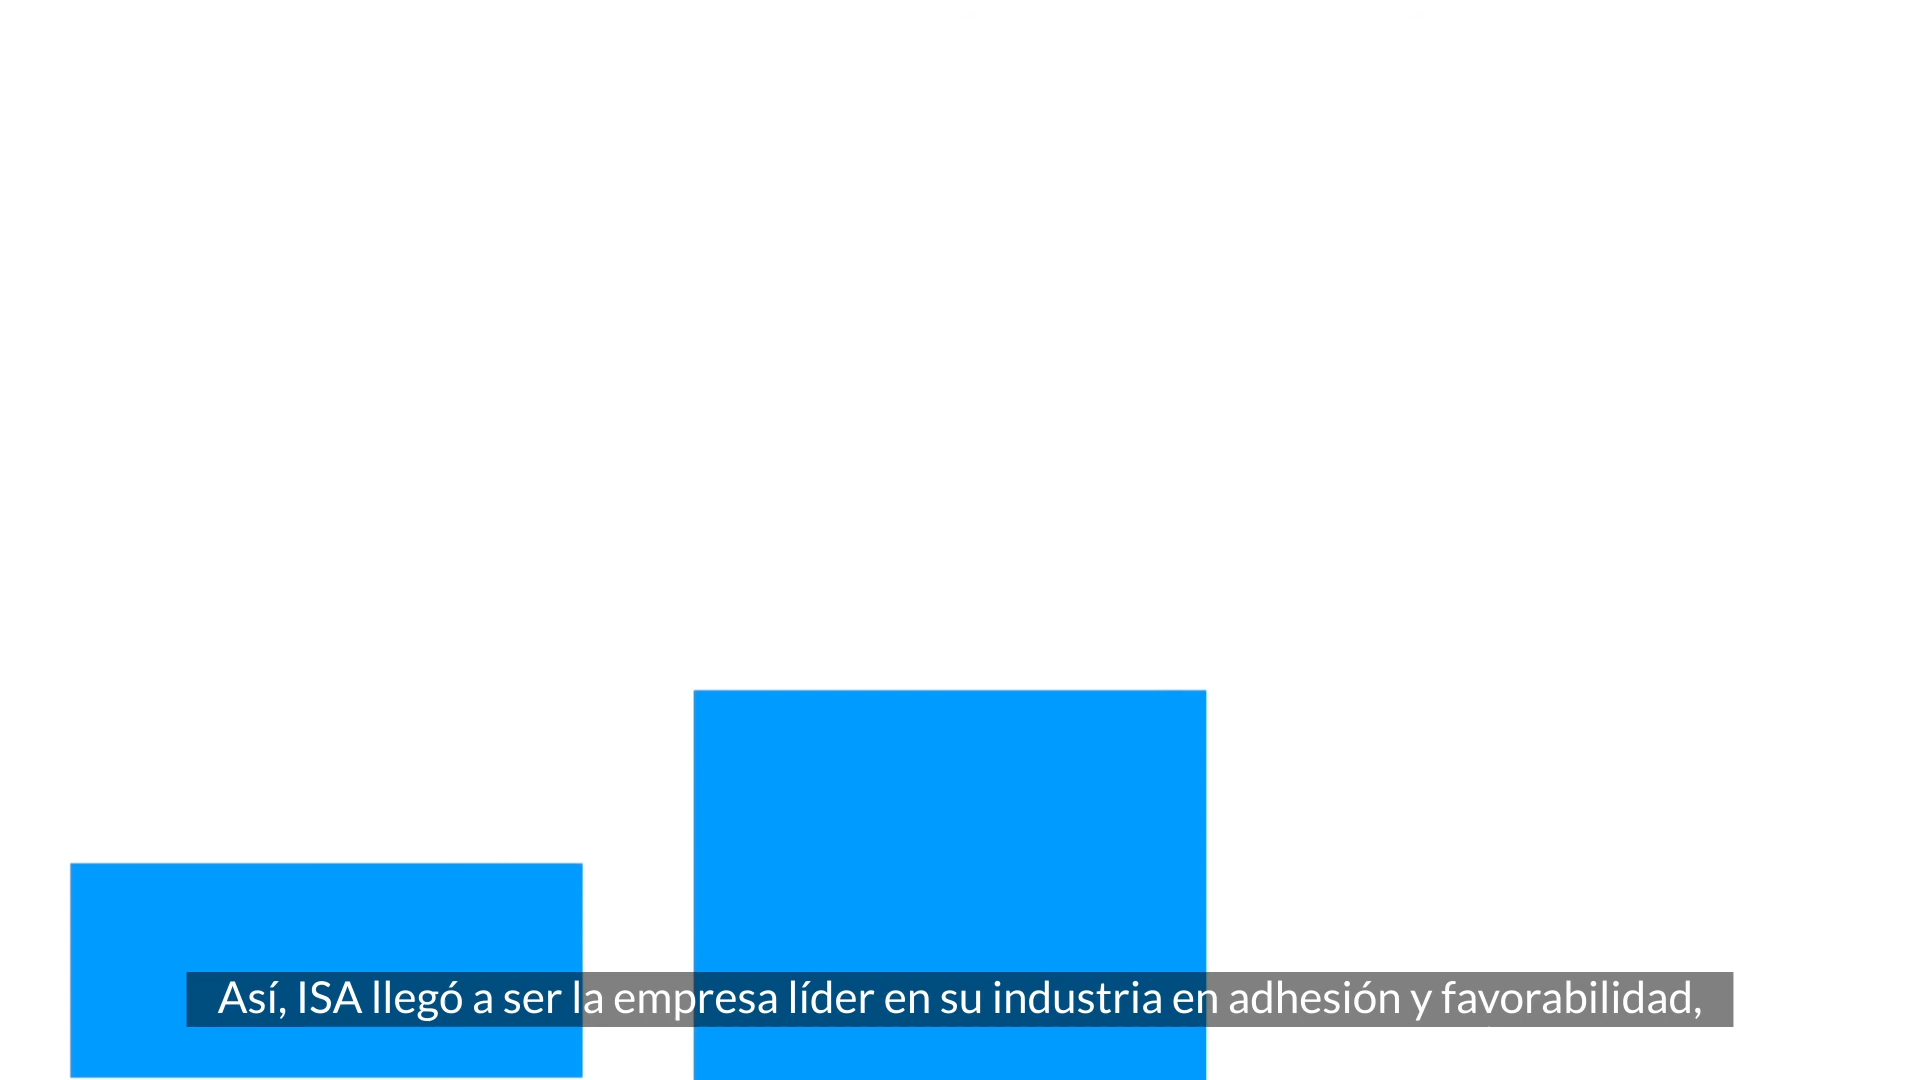 Así, ISA llegó a ser la empresa líder en su industria en adhesión y favorabilidad,